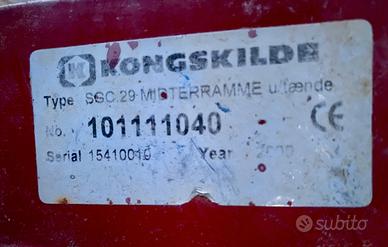 KONGSKILDE
Type SGC 29 MIDTERRAMME u. tænde
No. 101111040
Serial 15410010 Year
CE
subito